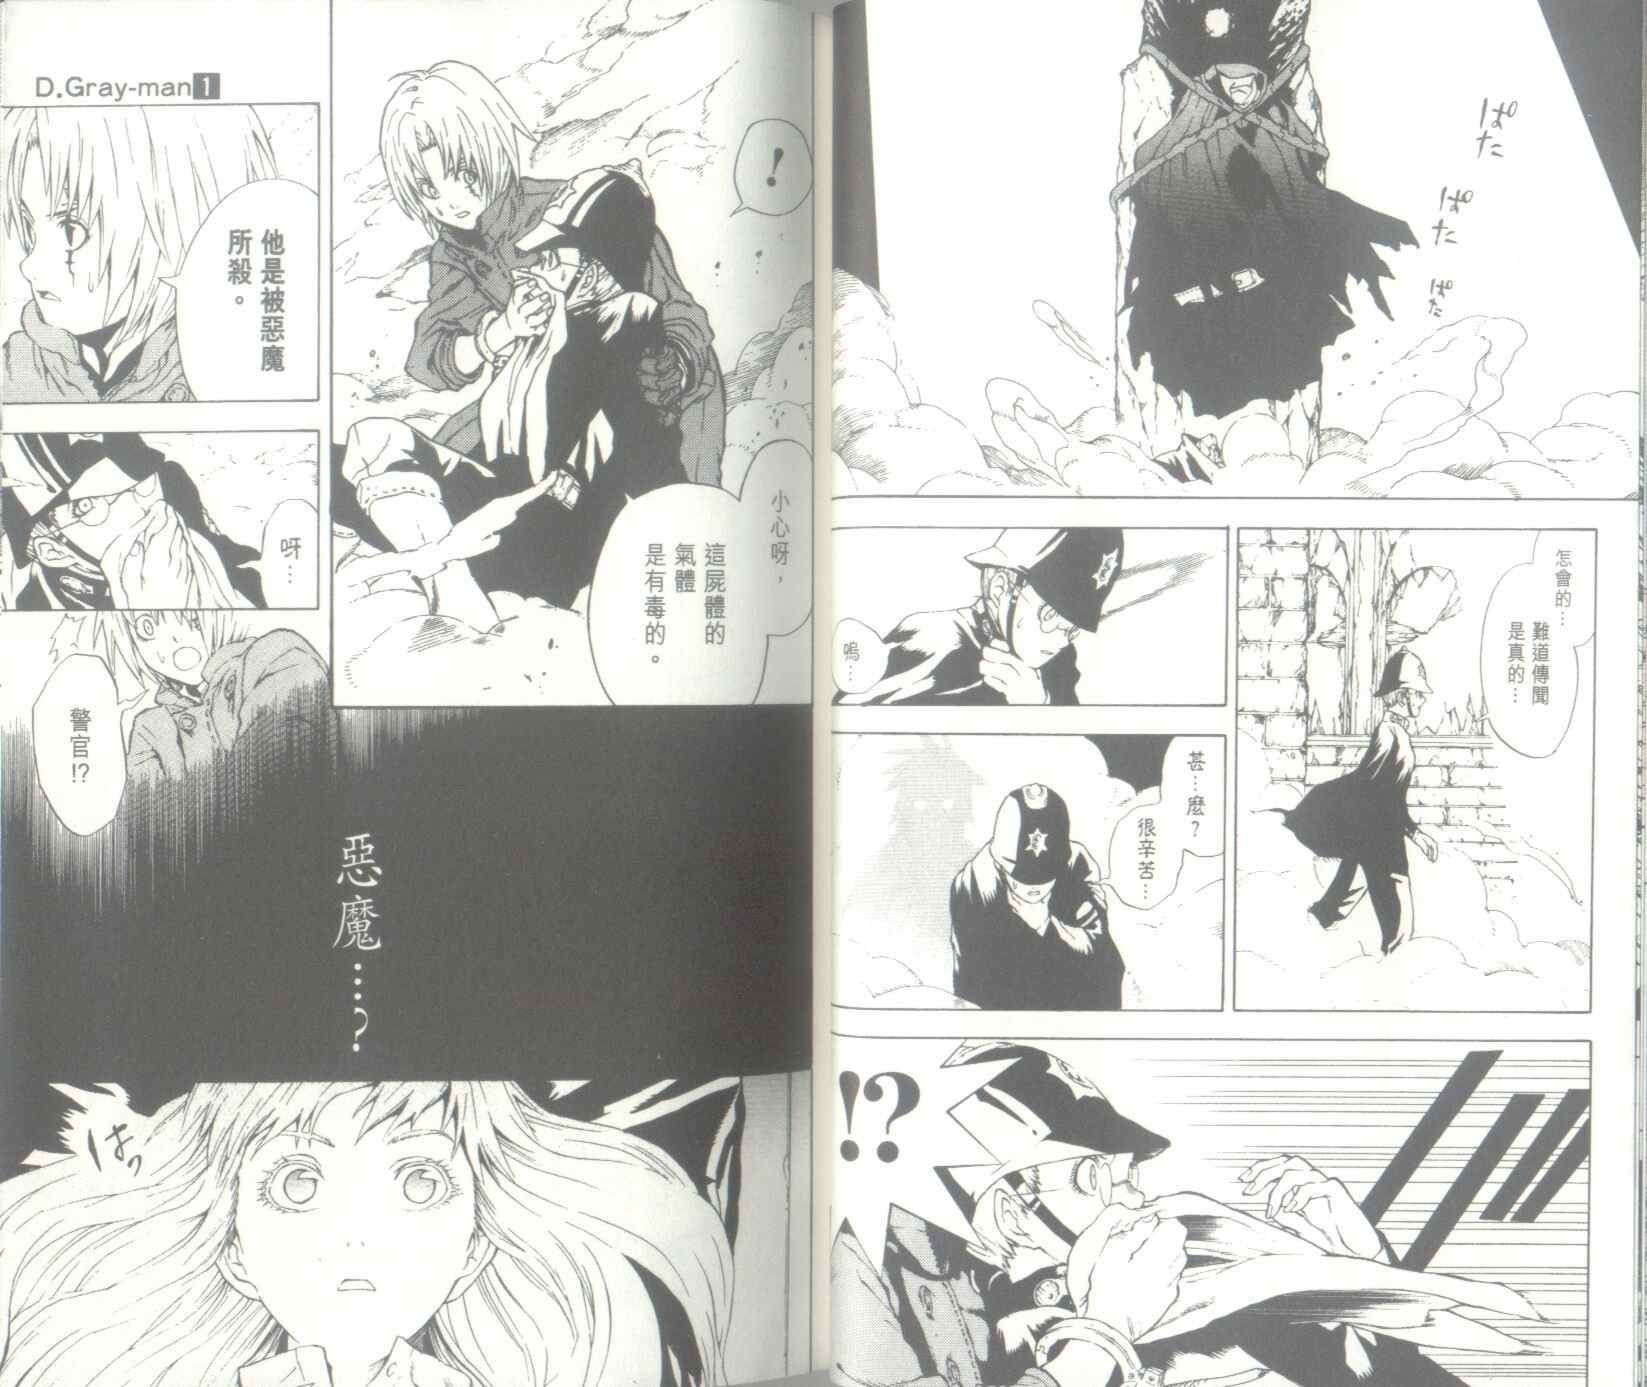 ぱた
ぱた
ぱた
怎會的…
難道傳聞
是真的…
嗚…
甚…麼?
很辛苦…
!?
D.Gray-man 1
!
小心呀,
這屍體的
氣體
是有毒的。
他是被惡魔
所殺。
呀…
警官!?
惡魔…?
はっ